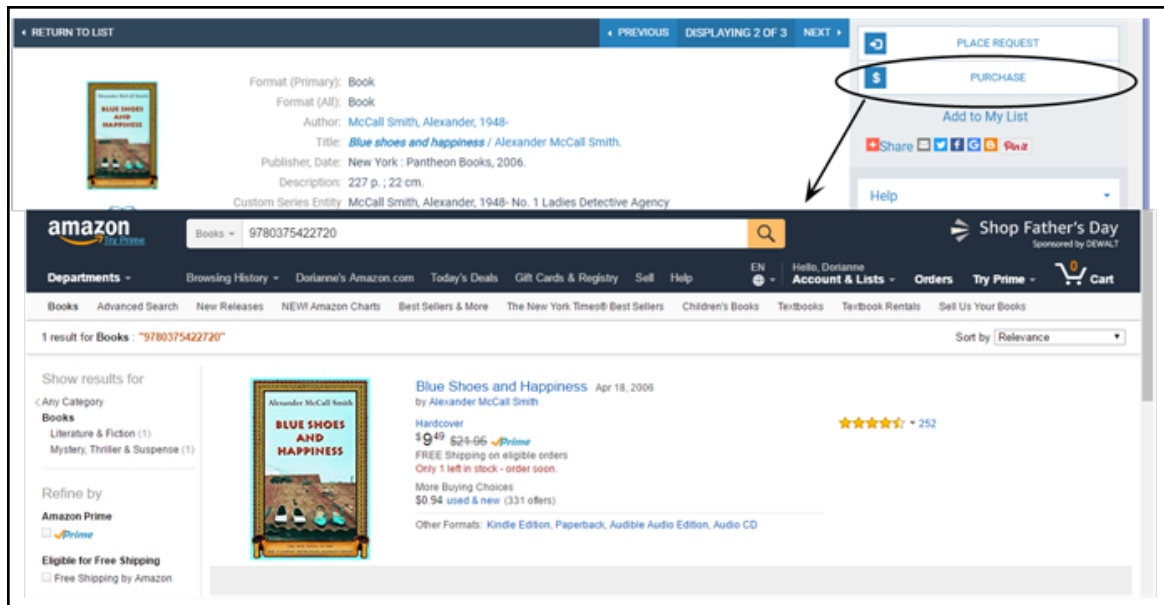 RETURN TO LIST
PREVIOUS DISPLAYING 2 OF 3 NEXT
PLACE REQUEST
$ PURCHASE
Add to My List
Share Pin it
Help
Alexander McCall Smith
BLUE SHOES
AND
HAPPINESS
Format (Primary): Book
Format (All): Book
Author: McCall Smith, Alexander, 1948-
Title: Blue shoes and happiness / Alexander McCall Smith.
Publisher, Date: New York : Pantheon Books, 2006.
Description: 227 p. ; 22 cm.
Custom Series Entity McCall Smith, Alexander, 1948- No. 1 Ladies Detective Agency
amazon
Try Prime
Books 9780375422720
Shop Father's Day
Sponsored by DEWALT
Departments Browsing History Dorianne's Amazon.com Today's Deals Gift Cards & Registry Sell Help
EN
Hello, Dorianne
Account & Lists Orders Try Prime 0 Cart
Books Advanced Search New Releases NEW! Amazon Charts Best Sellers & More The New York Times® Best Sellers Children's Books Textbooks Textbook Rentals Sell Us Your Books
1 result for Books : "9780375422720"
Sort by Relevance
Show results for
Any Category
Books
Literature & Fiction (1)
Mystery, Thriller & Suspense (1)
Refine by
Amazon Prime
Prime
Eligible for Free Shipping
Free Shipping by Amazon
Alexander McCall Smith
BLUE SHOES
AND
HAPPINESS
Blue Shoes and Happiness Apr 18, 2006
by Alexander McCall Smith
Hardcover
$9.49 $21.95 Prime
FREE Shipping on eligible orders
Only 1 left in stock - order soon.
More Buying Choices
$0.94 used & new (331 offers)
Other Formats: Kindle Edition, Paperback, Audible Audio Edition, Audio CD
252